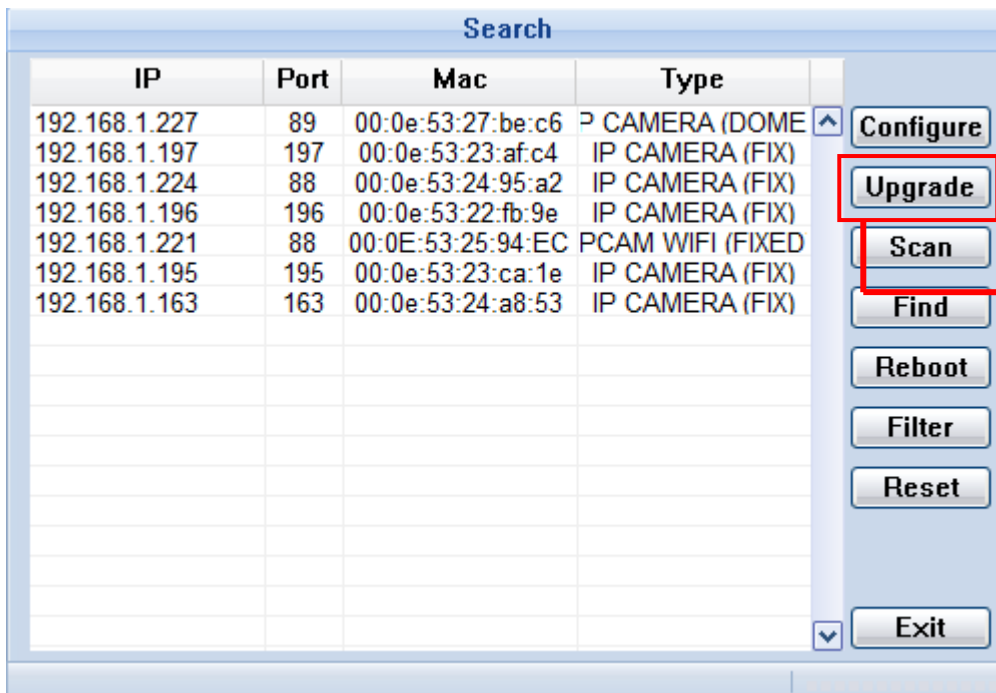 Search
IP Port Mac Type
192.168.1.227 89 00:0e:53:27:be:c6 P CAMERA (DOME
192.168.1.197 197 00:0e:53:23:af:c4 IP CAMERA (FIX)
192.168.1.224 88 00:0e:53:24:95:a2 IP CAMERA (FIX)
192.168.1.196 196 00:0e:53:22:fb:9e IP CAMERA (FIX)
192.168.1.221 88 00:0E:53:25:94:EC PCAM WIFI (FIXED
192.168.1.195 195 00:0e:53:23:ca:1e IP CAMERA (FIX)
192.168.1.163 163 00:0e:53:24:a8:53 IP CAMERA (FIX)
Configure
Upgrade
Scan
Find
Reboot
Filter
Reset
Exit